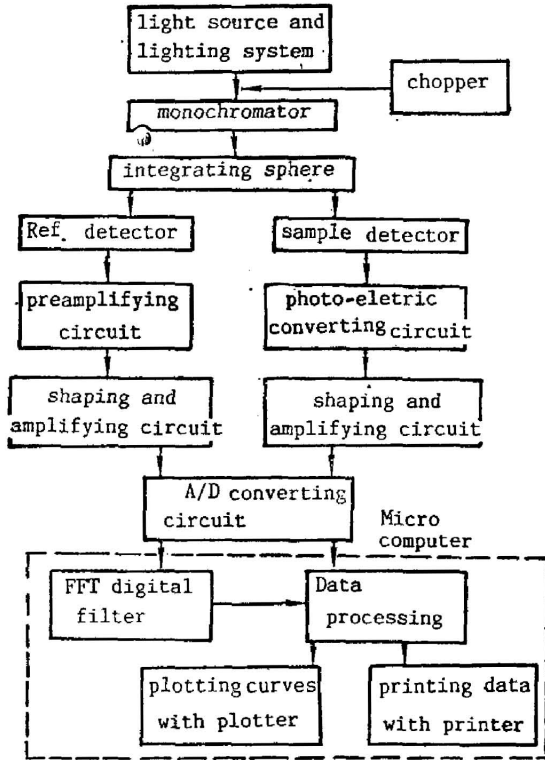 light source and
lighting system
chopper
monochromator
integrating sphere
Ref. detector
sample detector
preamplifying
circuit
photo-eletric
converting circuit
shaping and
amplifying circuit
shaping and
amplifying circuit
A/D converting
circuit
Micro
computer
FFT digital
filter
Data
processing
plotting curves
with plotter
printing data
with printer